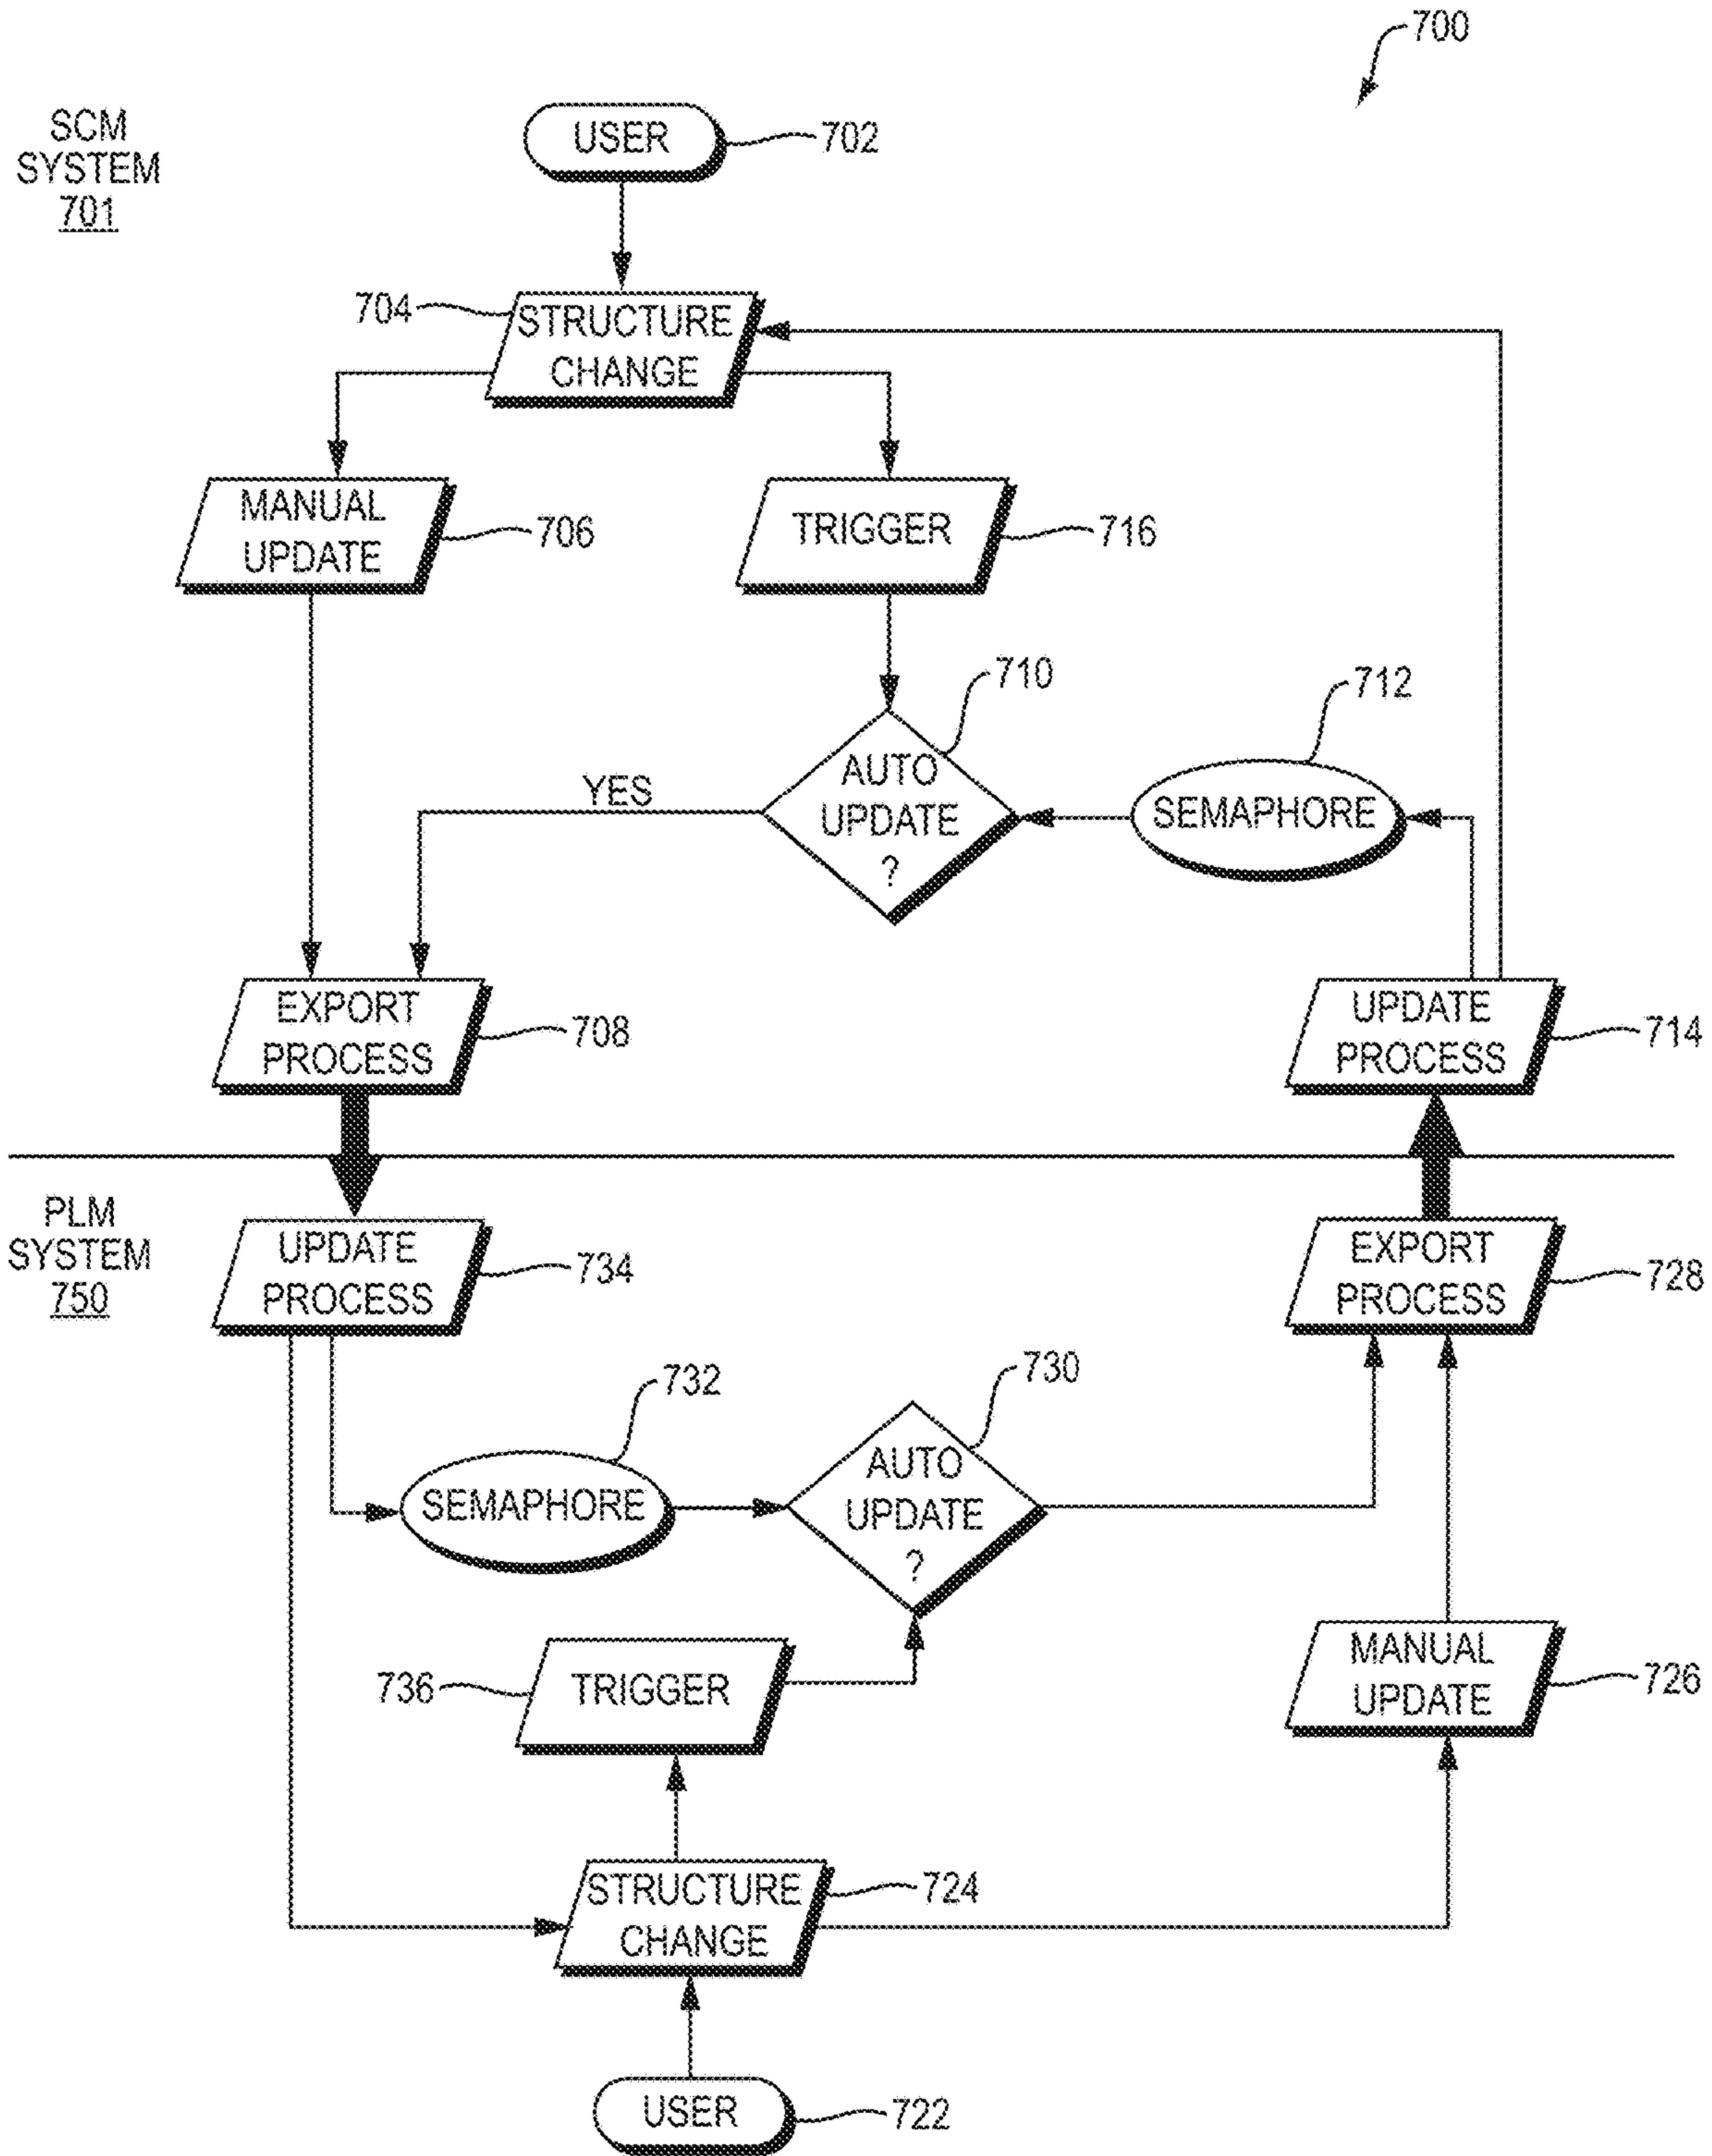 700
SCM
SYSTEM
701
USER
702
704
STRUCTURE
CHANGE
MANUAL
UPDATE
706
TRIGGER
716
710
712
AUTO
UPDATE
?
YES
SEMAPHORE
EXPORT
PROCESS
708
UPDATE
PROCESS
714
PLM
SYSTEM
750
UPDATE
PROCESS
734
EXPORT
PROCESS
728
732
730
SEMAPHORE
AUTO
UPDATE
?
736
TRIGGER
MANUAL
UPDATE
726
STRUCTURE
CHANGE
724
USER
722